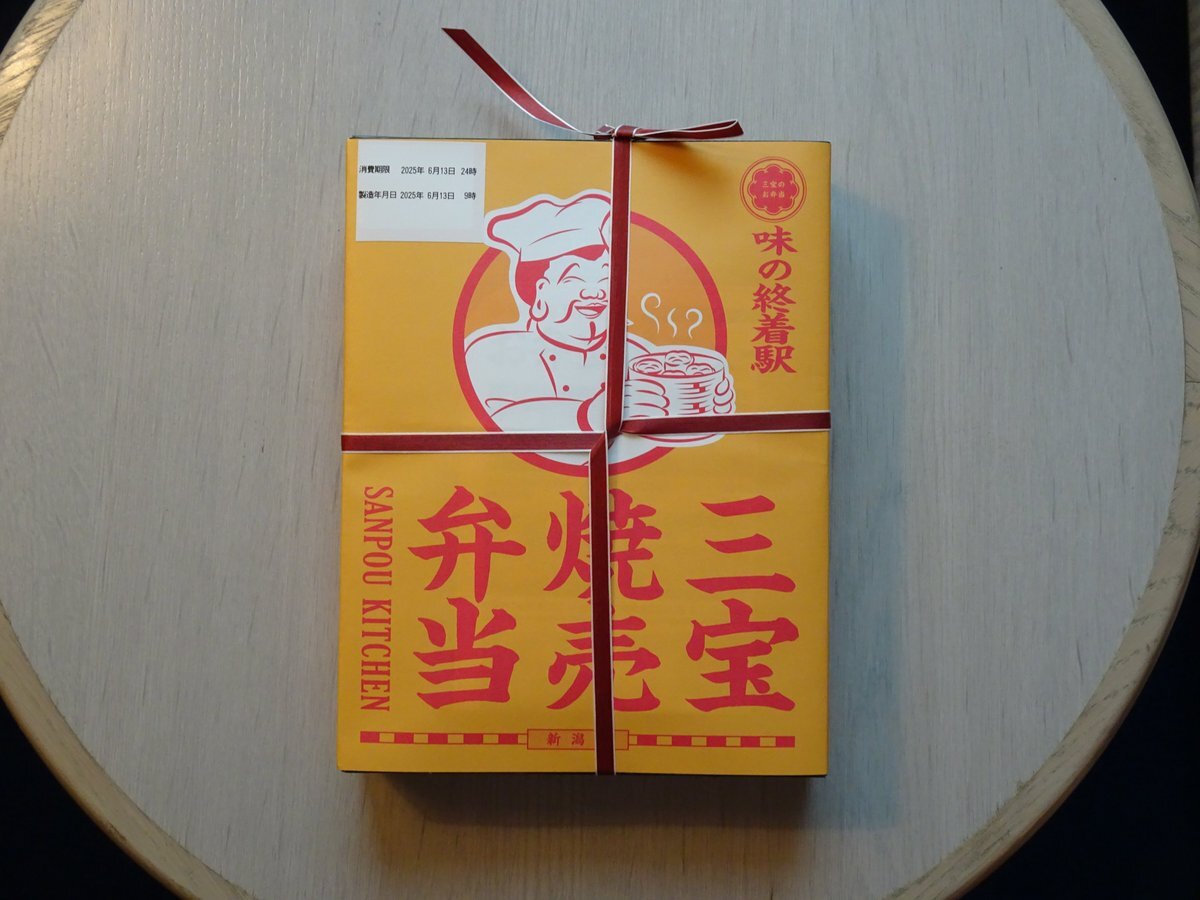 消費期限 2025年 6月13日 24時
製造年月日 2025年 6月13日 9時
三宝の
お弁当
味の終着駅
三宝
焼売
弁当
SANPOU KITCHEN
新潟